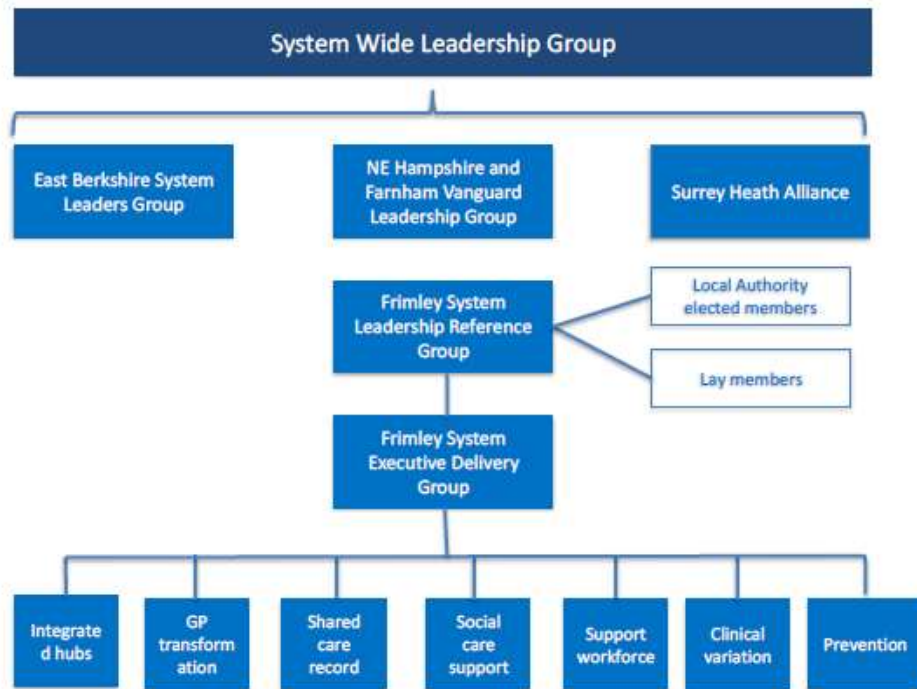 System Wide Leadership Group
East Berkshire System
Leaders Group
NE Hampshire and
Farnham Vanguard
Leadership Group
Surrey Heath Alliance
Frimley System
Leadership Reference
Group
Local Authority
elected members
Lay members
Frimley System
Executive Delivery
Group
Integrate
d hubs
GP
transform
ation
Shared
care
record
Social
care
support
Support
workforce
Clinical
variation
Prevention